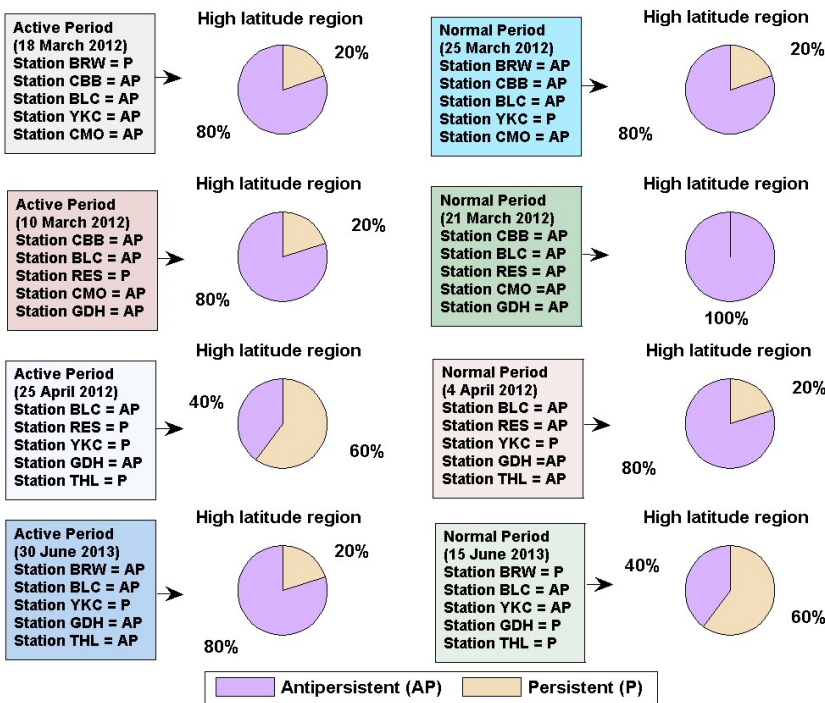 Active Period
(18 March 2012)
Station BRW = P
Station CBB = AP
Station BLC = AP
Station YKC = AP
Station CMO = AP
High latitude region
20%
80%
Normal Period
(25 March 2012)
Station BRW = AP
Station CBB = AP
Station BLC = AP
Station YKC = P
Station CMO = AP
High latitude region
20%
80%
Active Period
(10 March 2012)
Station CBB = AP
Station BLC = AP
Station RES = P
Station CMO = AP
Station GDH = AP
High latitude region
20%
80%
Normal Period
(21 March 2012)
Station CBB = AP
Station BLC = AP
Station RES = AP
Station CMO =AP
Station GDH = AP
High latitude region
100%
Active Period
(25 April 2012)
Station BLC = AP
Station RES = P
Station YKC = P
Station GDH = AP
Station THL = P
High latitude region
40%
60%
Normal Period
(4 April 2012)
Station BLC = AP
Station RES = AP
Station YKC = P
Station GDH =AP
Station THL = AP
High latitude region
20%
80%
Active Period
(30 June 2013)
Station BRW = AP
Station BLC = AP
Station YKC = P
Station GDH = AP
Station THL = AP
High latitude region
20%
80%
Normal Period
(15 June 2013)
Station BRW = P
Station BLC = AP
Station YKC = AP
Station GDH = P
Station THL = P
High latitude region
40%
60%
Antipersistent (AP)
Persistent (P)